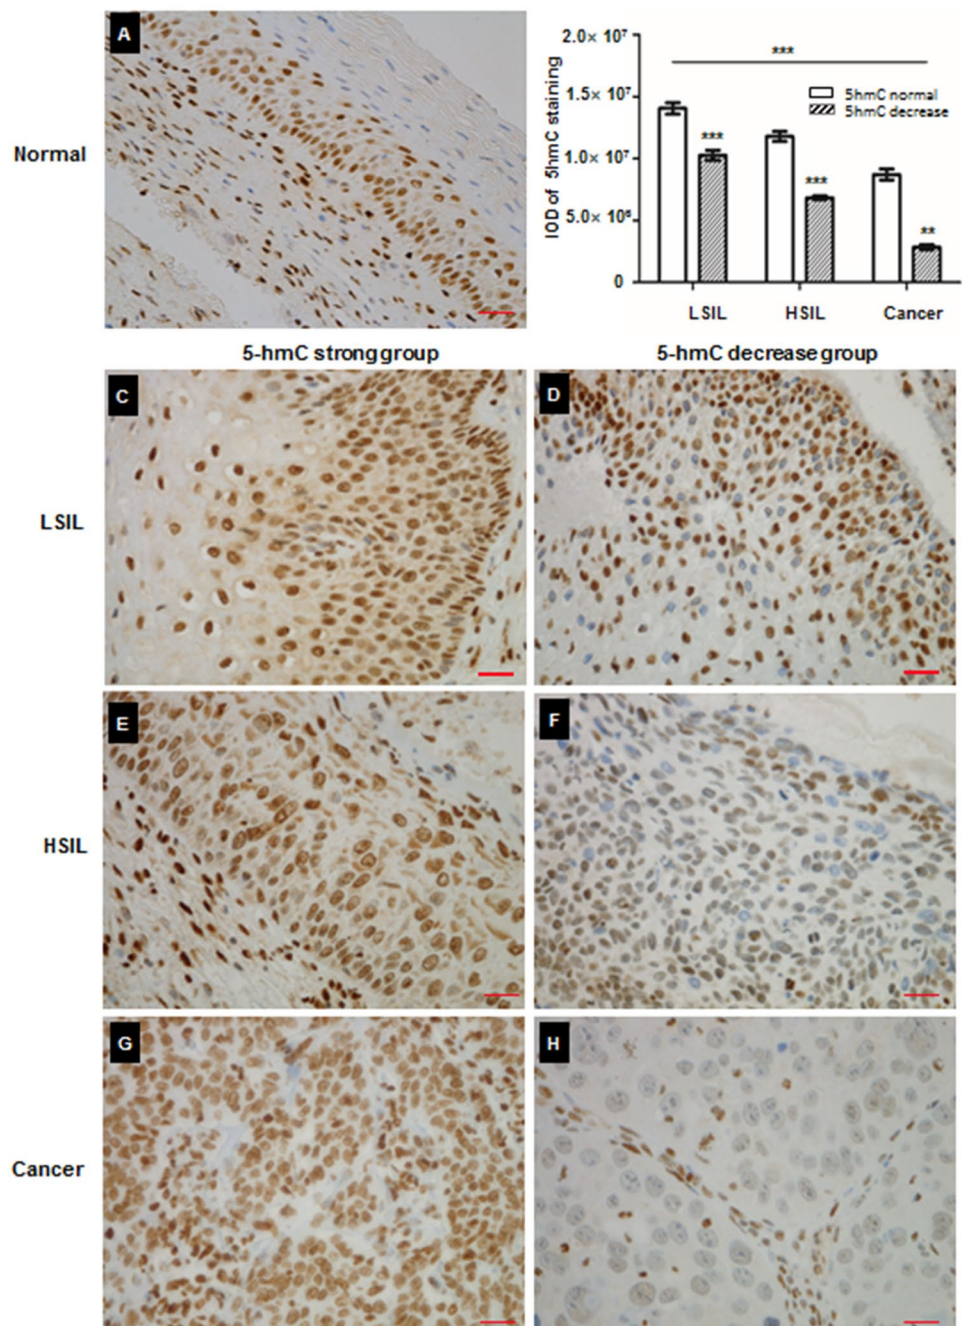 A
Normal
IOD of 5hmC staining
2.0× 10⁷
1.5× 10⁷
1.0× 10⁷
5.0× 10⁶
0
***
5hmC normal
5hmC decrease
***
***
**
LSIL
HSIL
Cancer
5-hmC strong group
5-hmC decrease group
C
D
LSIL
E
F
HSIL
G
H
Cancer